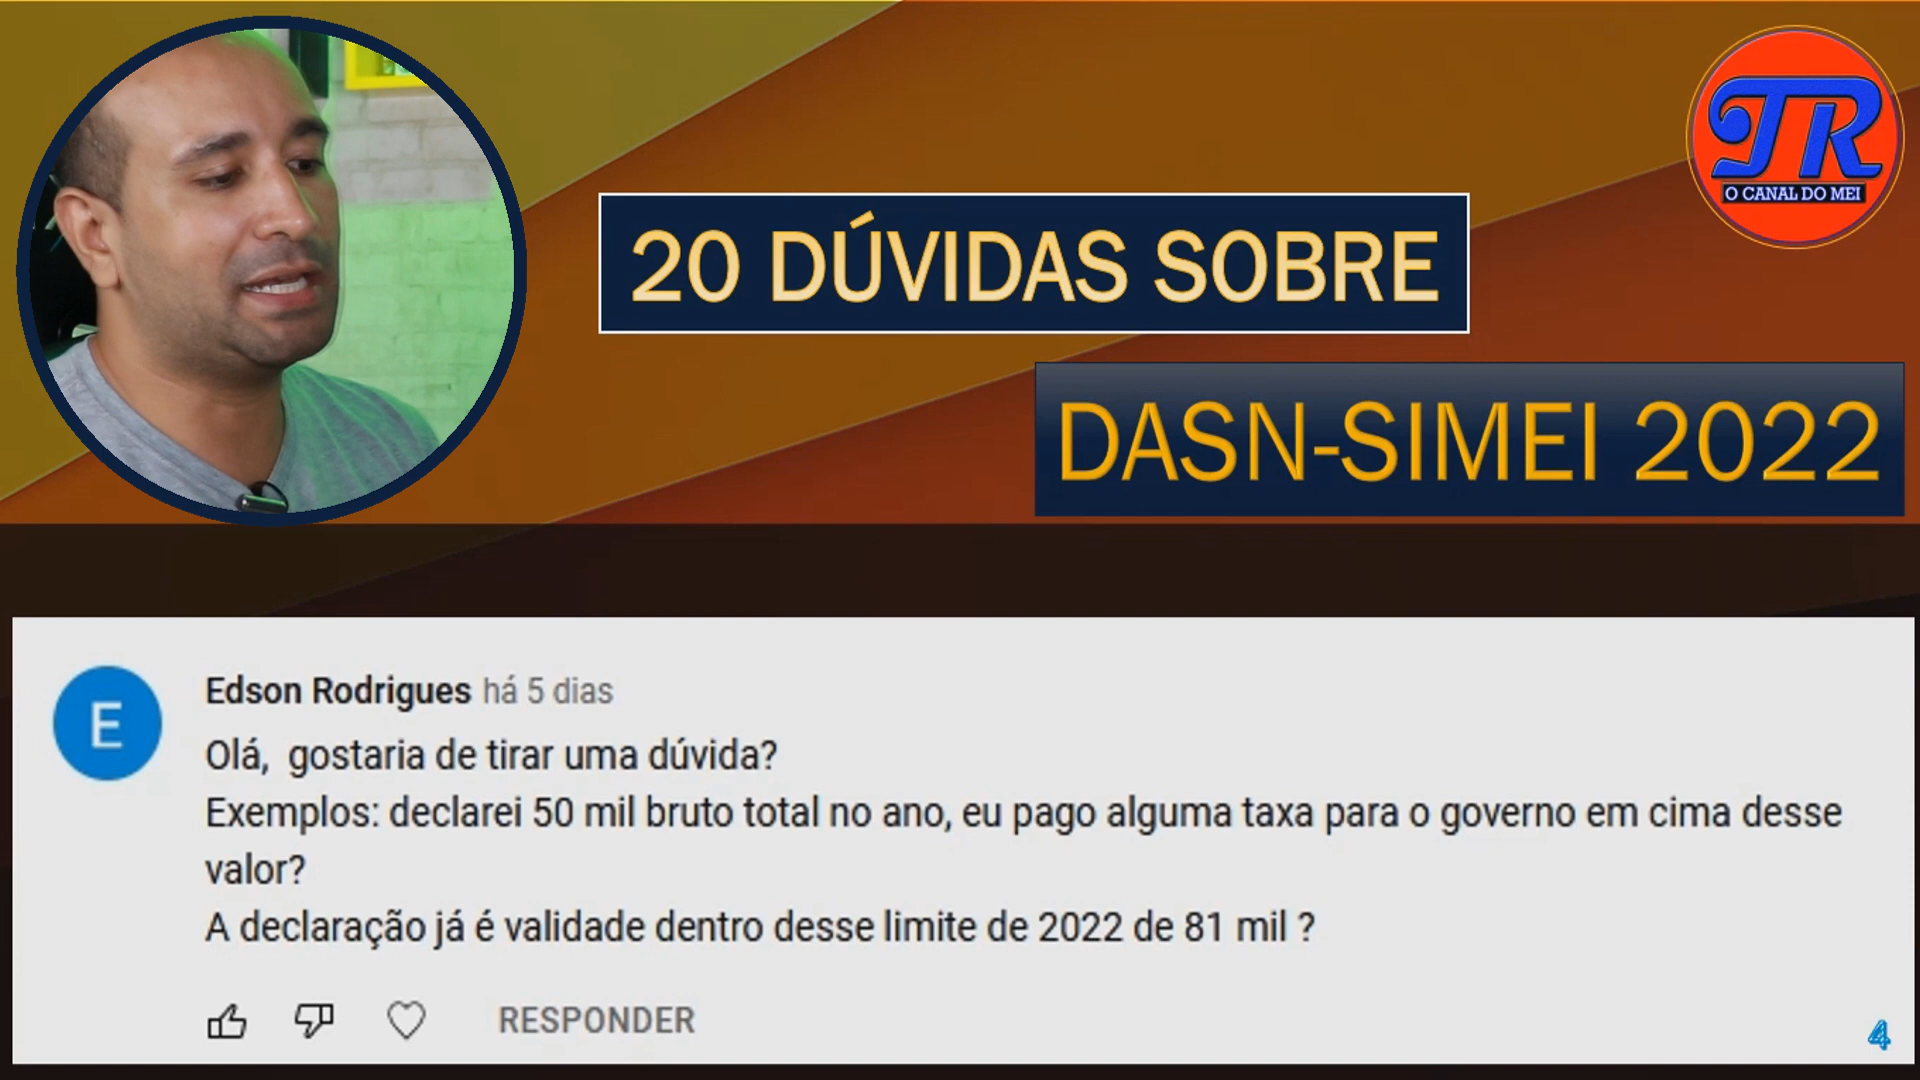 TR
O CANAL DO MEI
20 DÚVIDAS SOBRE
DASN-SIMEI 2022
E
Edson Rodrigues há 5 dias
Olá,  gostaria de tirar uma dúvida?
Exemplos: declarei 50 mil bruto total no ano, eu pago alguma taxa para o governo em cima desse
valor?
A declaração já é validade dentro desse limite de 2022 de 81 mil ?
RESPONDER
4